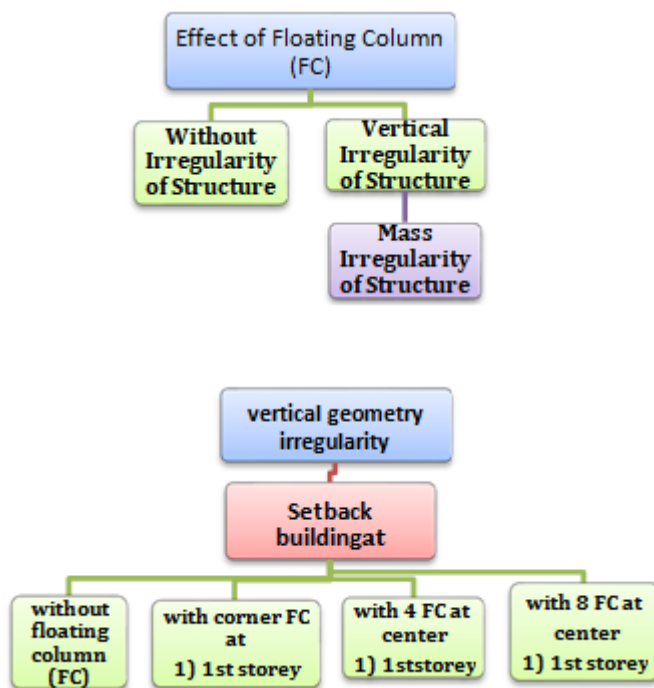 Effect of Floating Column
(FC)
Without
Irregularity
of Structure
Vertical
Irregularity
of Structure
Mass
Irregularity
of Structure
vertical geometry
irregularity
Setback
buildingat
without
floating
column
(FC)
with corner FC
at
1) 1st storey
with 4 FC at
center
1) 1ststorey
with 8 FC at
center
1) 1st storey